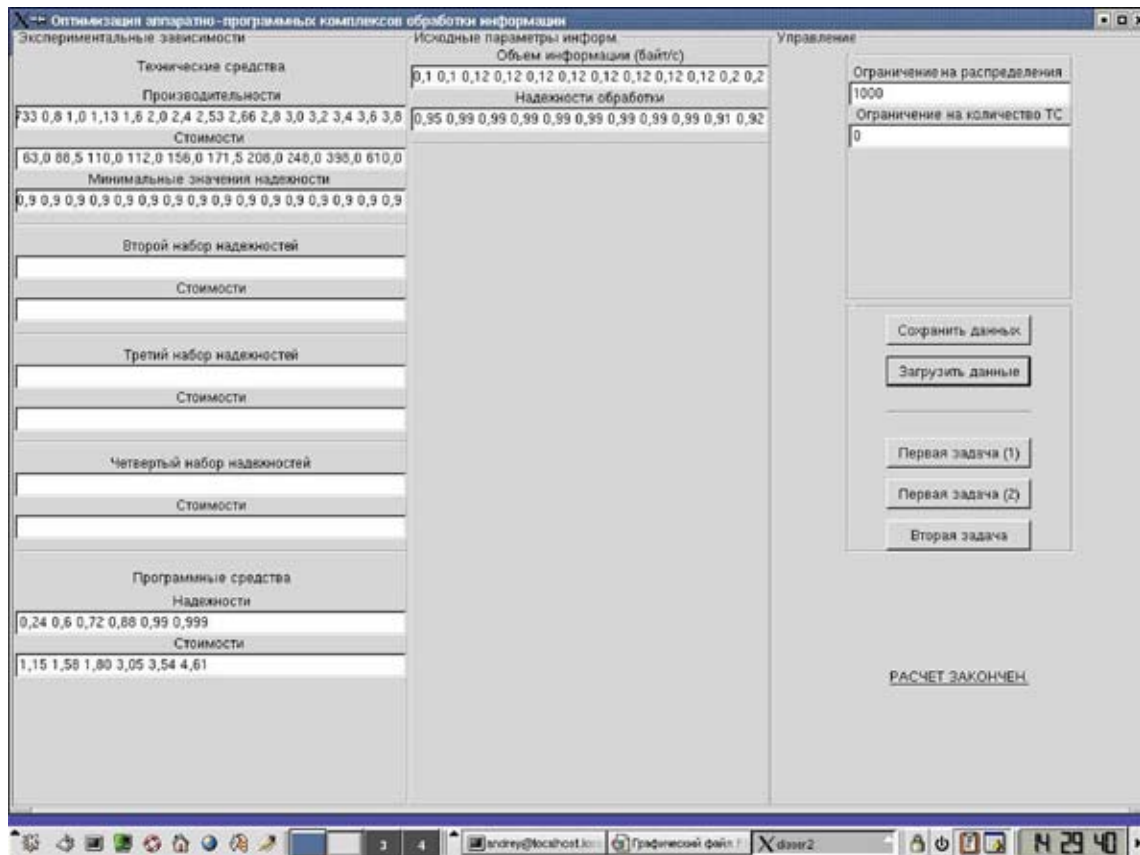 Оптимизация аппаратно-программных комплексов обработки информации
Экспериментальные зависимости
Технические средства
Производительности
733 0,8 1,0 1,13 1,6 2,0 2,4 2,53 2,66 2,8 3,0 3,2 3,4 3,6 3,8
Стоимости
63,0 86,5 110,0 112,0 156,0 171,5 208,0 248,0 398,0 610,0
Минимальные значения надежности
0,9 0,9 0,9 0,9 0,9 0,9 0,9 0,9 0,9 0,9 0,9 0,9 0,9 0,9 0,9 0,9
Второй набор надежностей
Стоимости
Третий набор надежностей
Стоимости
Четвертый набор надежностей
Стоимости
Программные средства
Надежности
0,24 0,6 0,72 0,88 0,99 0,999
Стоимости
1,15 1,58 1,80 3,05 3,54 4,61
Исходные параметры информ
Объем информации (байт/с)
0,1 0,1 0,12 0,12 0,12 0,12 0,12 0,12 0,12 0,12 0,2 0,2
Надежности обработки
0,95 0,99 0,99 0,99 0,99 0,99 0,99 0,99 0,99 0,91 0,92
Управление
Ограничение на распределения
1000
Ограничение на количество ТС
0
Сохранить данных
Загрузить данные
Первая задача (1)
Первая задача (2)
Вторая задача
РАСЧЕТ ЗАКОНЧЕН.
3 4
andrey@localhost.lo
Графический файл
disser2
14 29 40